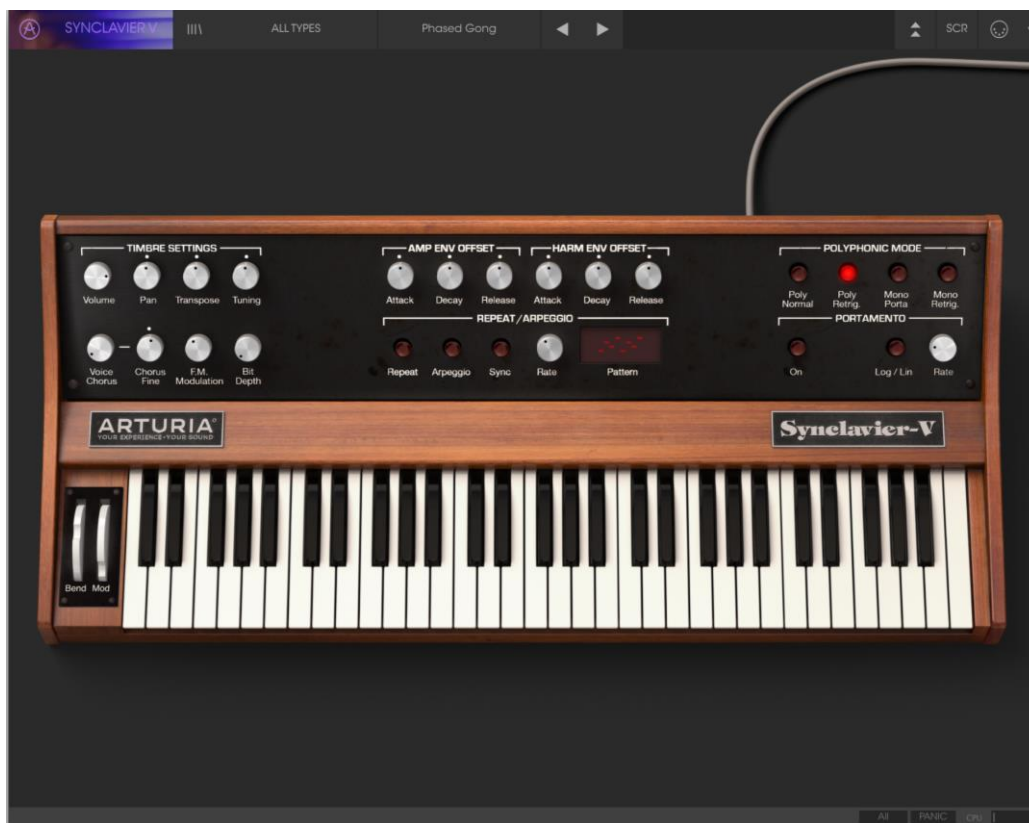 SYNCLAVIER V
ALL TYPES
Phased Gong
SCR
TIMBRE SETTINGS
AMP ENV OFFSET
HARM ENV OFFSET
POLYPHONIC MODE
Volume
Pan
Transpose
Tuning
Attack
Decay
Release
Attack
Decay
Release
Poly
Normal
Poly
Retrig.
Mono
Porta
Mono
Retrig.
REPEAT/ARPEGGIO
PORTAMENTO
Voice
Chorus
Chorus
Fine
F.M.
Modulation
Bit
Depth
Repeat
Arpeggio
Sync
Rate
Pattern
On
Log / Lin
Rate
ARTURIA
YOUR EXPERIENCE • YOUR SOUND
Synclavier-V
Bend
Mod
All
PANIC
CPU